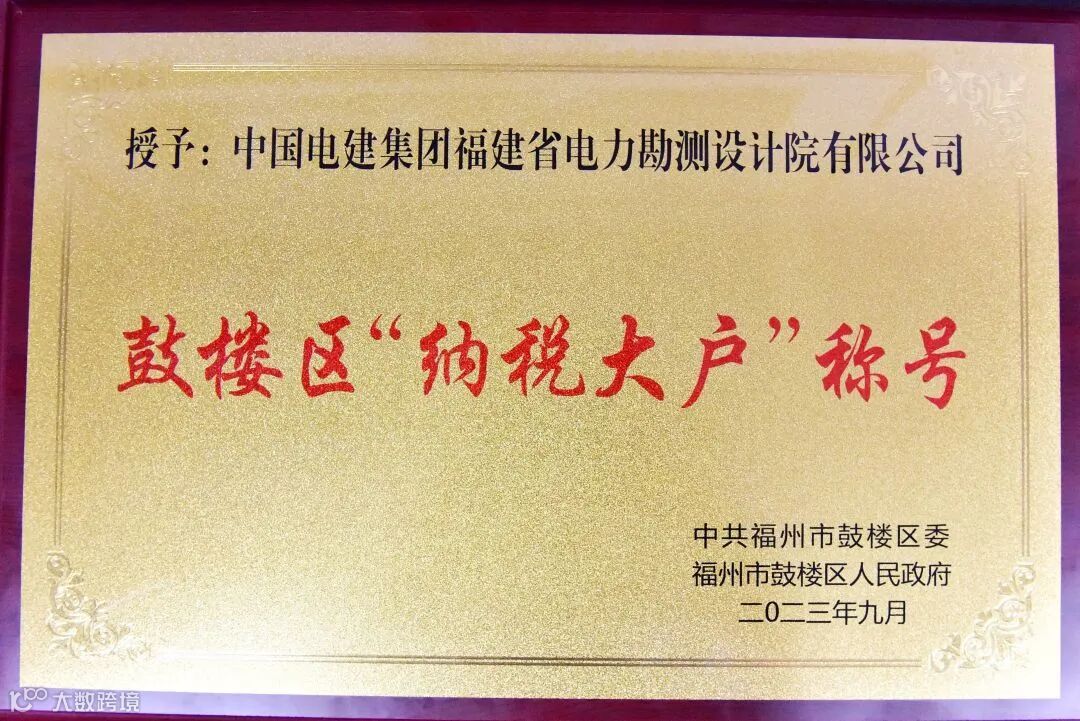 授予：中国电建集团福建省电力勘测设计院有限公司
鼓楼区“纳税大户”称号
中共福州市鼓楼区委
福州市鼓楼区人民政府
二0二三年九月
大数跨境